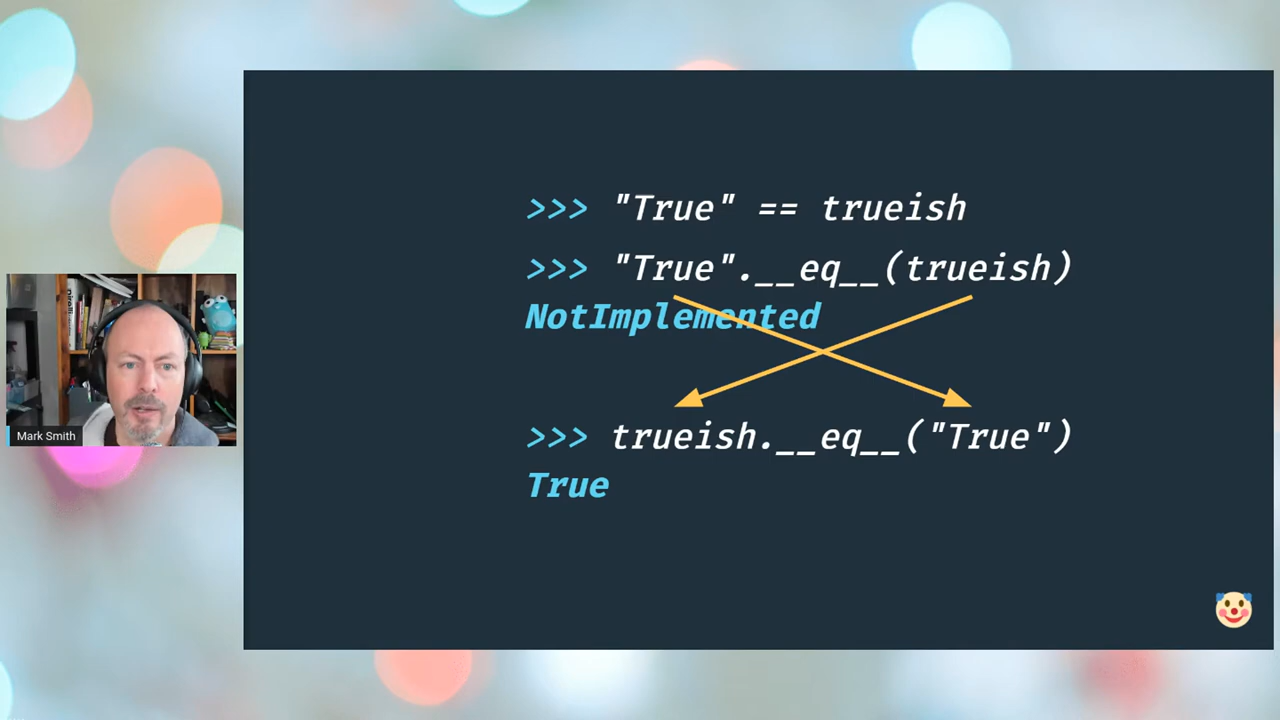 >>> "True" == trueish
>>> "True".__eq__(trueish)
NotImplemented
>>> trueish.__eq__("True")
True
Mark Smith